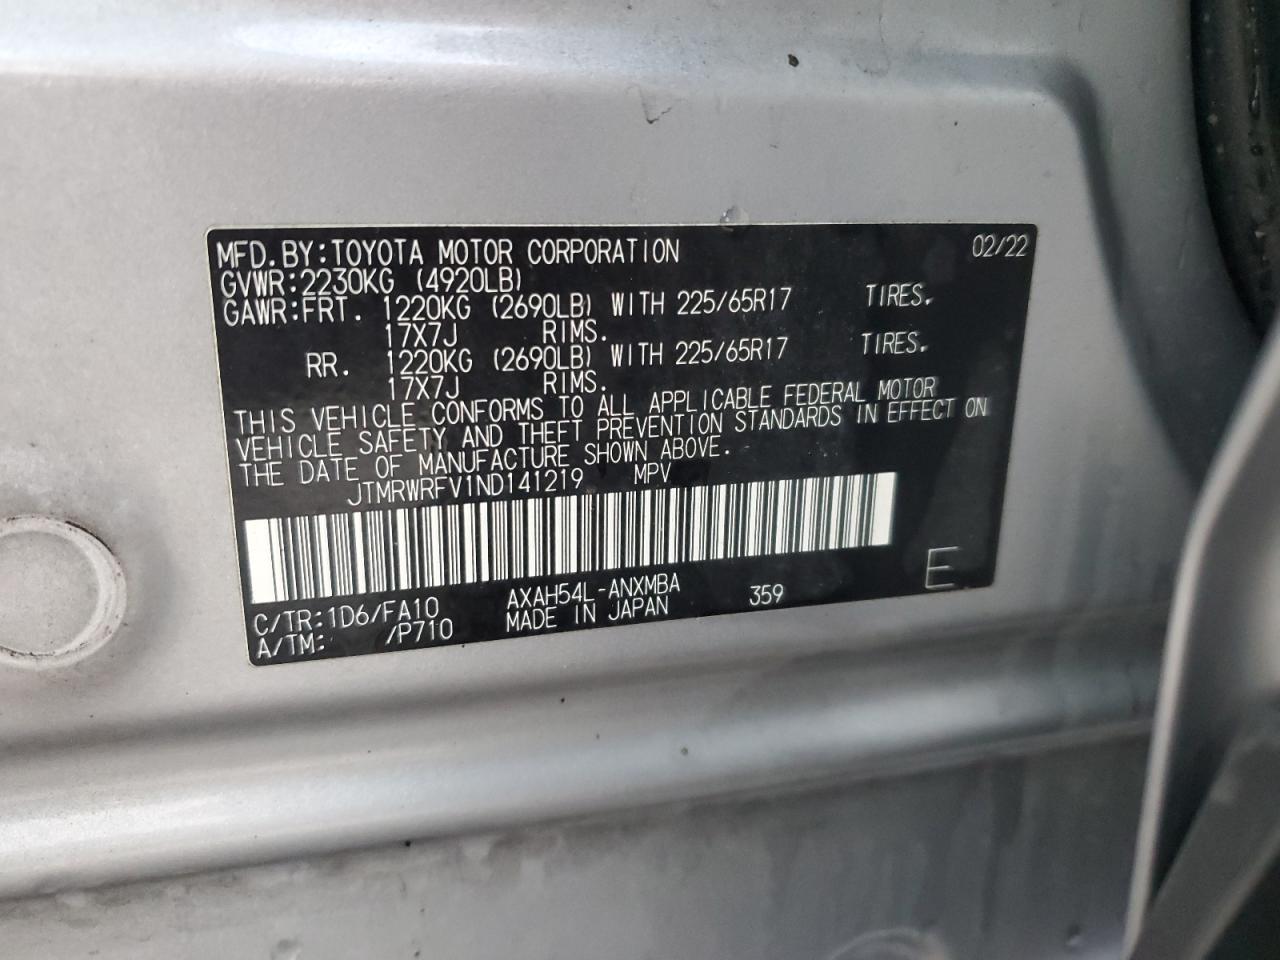 MFD.BY:TOYOTA MOTOR CORPORATION 02/22
GVWR:2230KG (4920LB)
GAWR:FRT. 1220KG (2690LB) WITH 225/65R17 TIRES.
17X7J RIMS.
RR. 1220KG (2690LB) WITH 225/65R17 TIRES.
17X7J RIMS.
THIS VEHICLE CONFORMS TO ALL APPLICABLE FEDERAL MOTOR
VEHICLE SAFETY AND THEFT PREVENTION STANDARDS IN EFFECT ON
THE DATE OF MANUFACTURE SHOWN ABOVE.
JTMRWRFV1ND141219 MPV
E
C/TR:1D6/FA10 AXAH54L-ANXMBA 359
A/TM: /P710 MADE IN JAPAN